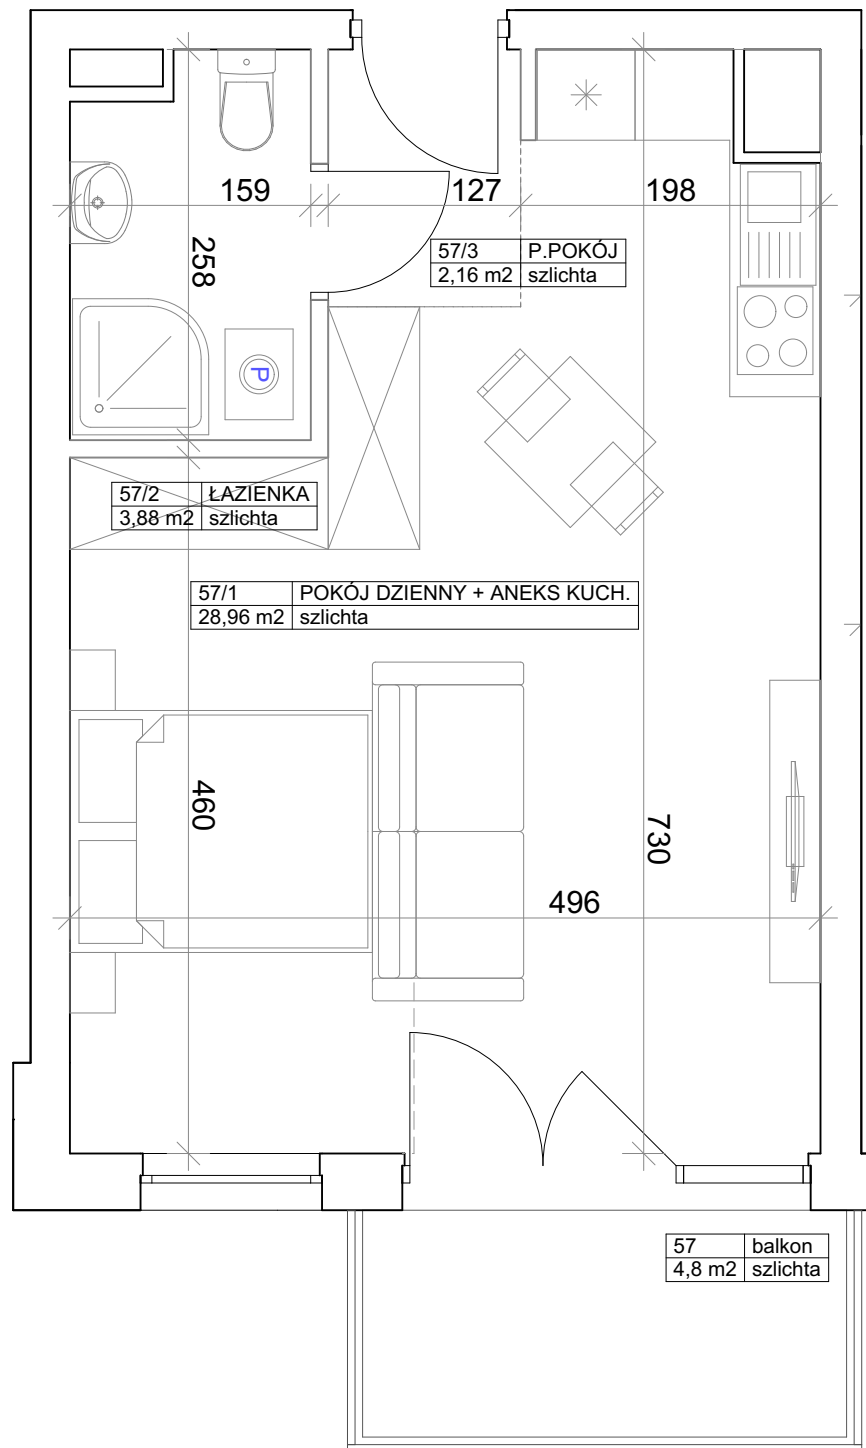 159
127
198
258
57/3 P.POKÓJ
2,16 m2 szlichta
P
57/2 ŁAZIENKA
3,88 m2 szlichta
57/1 POKÓJ DZIENNY + ANEKS KUCH.
28,96 m2 szlichta
460
730
496
57 balkon
4,8 m2 szlichta